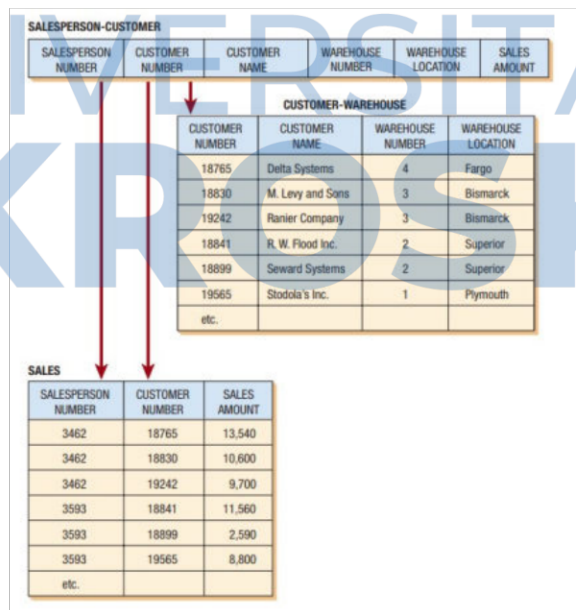 SALESPERSON-CUSTOMER
SALESPERSON NUMBER CUSTOMER NUMBER CUSTOMER NAME WAREHOUSE NUMBER WAREHOUSE LOCATION SALES AMOUNT
CUSTOMER-WAREHOUSE
CUSTOMER NUMBER CUSTOMER NAME WAREHOUSE NUMBER WAREHOUSE LOCATION
18765 Delta Systems 4 Fargo
18830 M. Levy and Sons 3 Bismarck
19242 Ranier Company 3 Bismarck
18841 R. W. Flood Inc. 2 Superior
18899 Seward Systems 2 Superior
19565 Stodola's Inc. 1 Plymouth
etc.
SALES
SALESPERSON NUMBER CUSTOMER NUMBER SALES AMOUNT
3462 18765 13,540
3462 18830 10,600
3462 19242 9,700
3593 18841 11,560
3593 18899 2,590
3593 19565 8,800
etc.